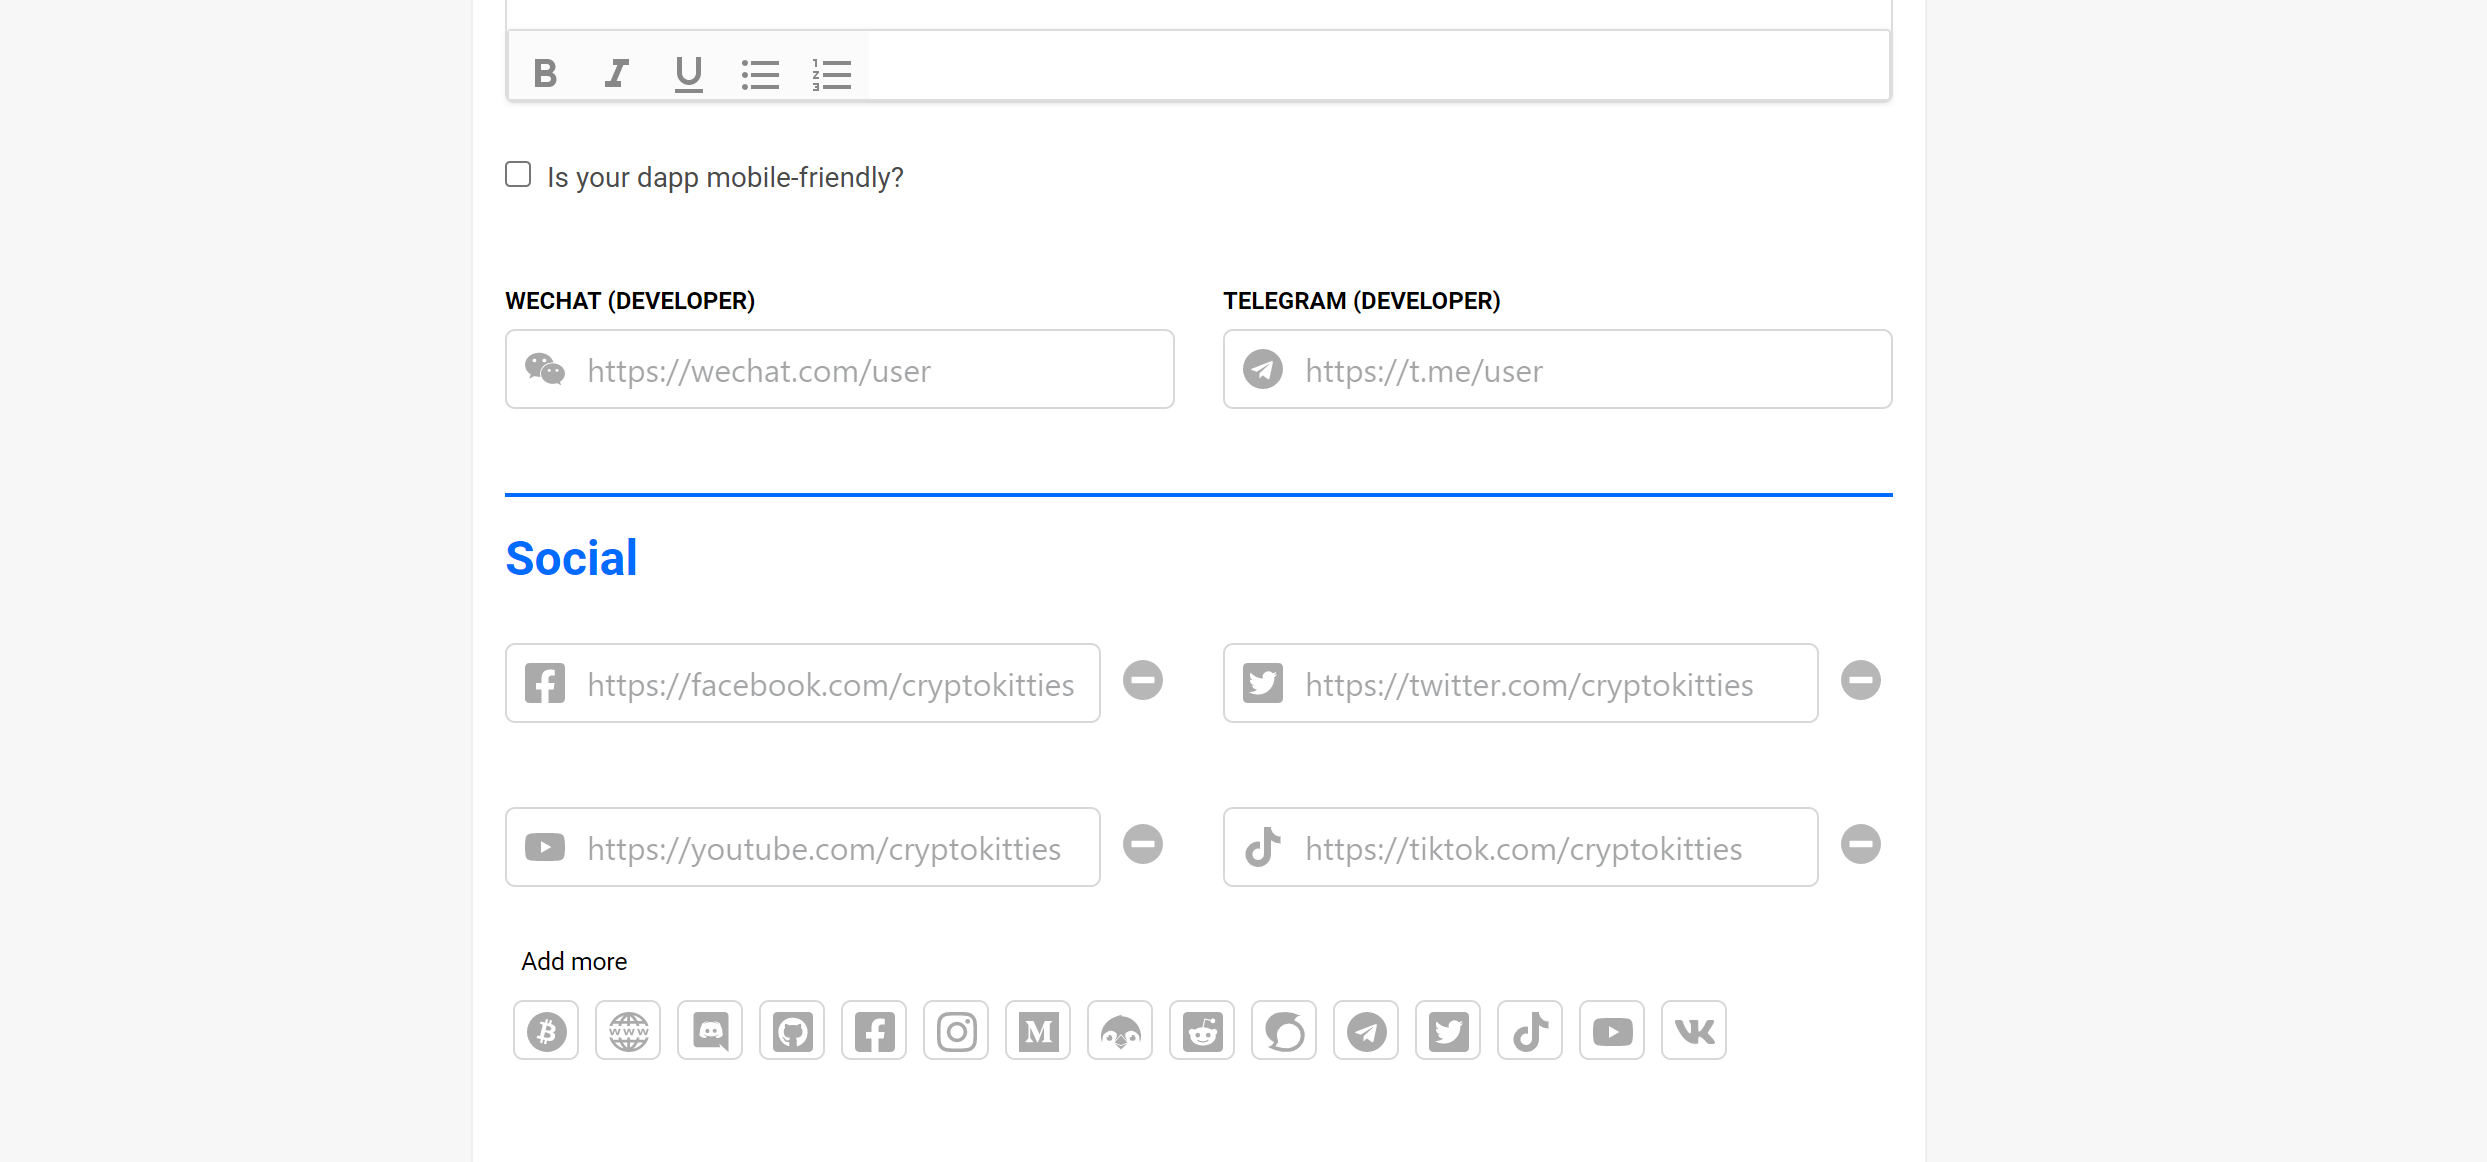 B I U
Is your dapp mobile-friendly?
WECHAT (DEVELOPER) TELEGRAM (DEVELOPER)
https://wechat.com/user https://t.me/user
Social
https://facebook.com/cryptokitties https://twitter.com/cryptokitties
https://youtube.com/cryptokitties https://tiktok.com/cryptokitties
Add more